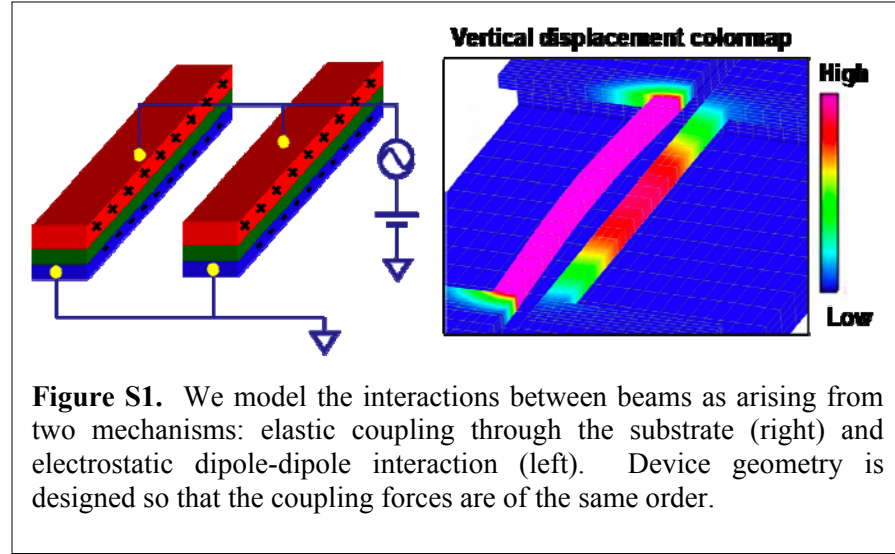 Vertical displacement colormap
High
Low
Figure S1. We model the interactions between beams as arising from
two mechanisms: elastic coupling through the substrate (right) and
electrostatic dipole-dipole interaction (left). Device geometry is
designed so that the coupling forces are of the same order.